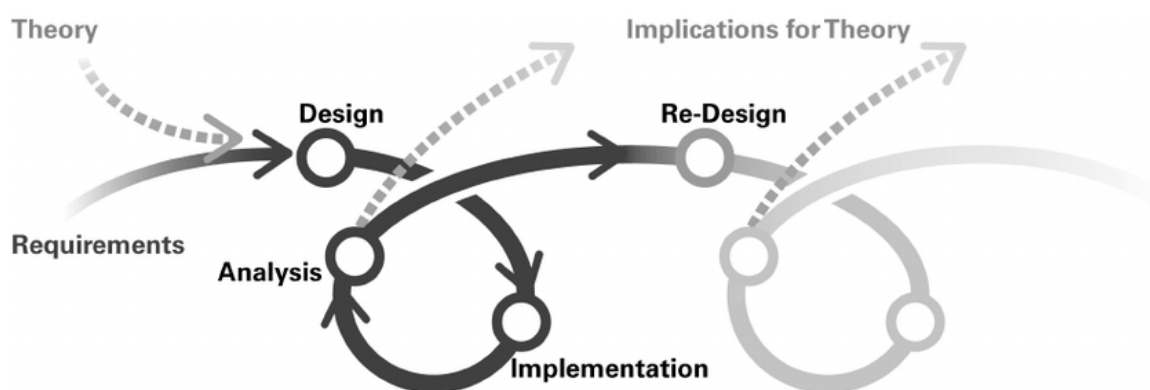 Theory
Implications for Theory
Design
Re-Design
Requirements
Analysis
Implementation